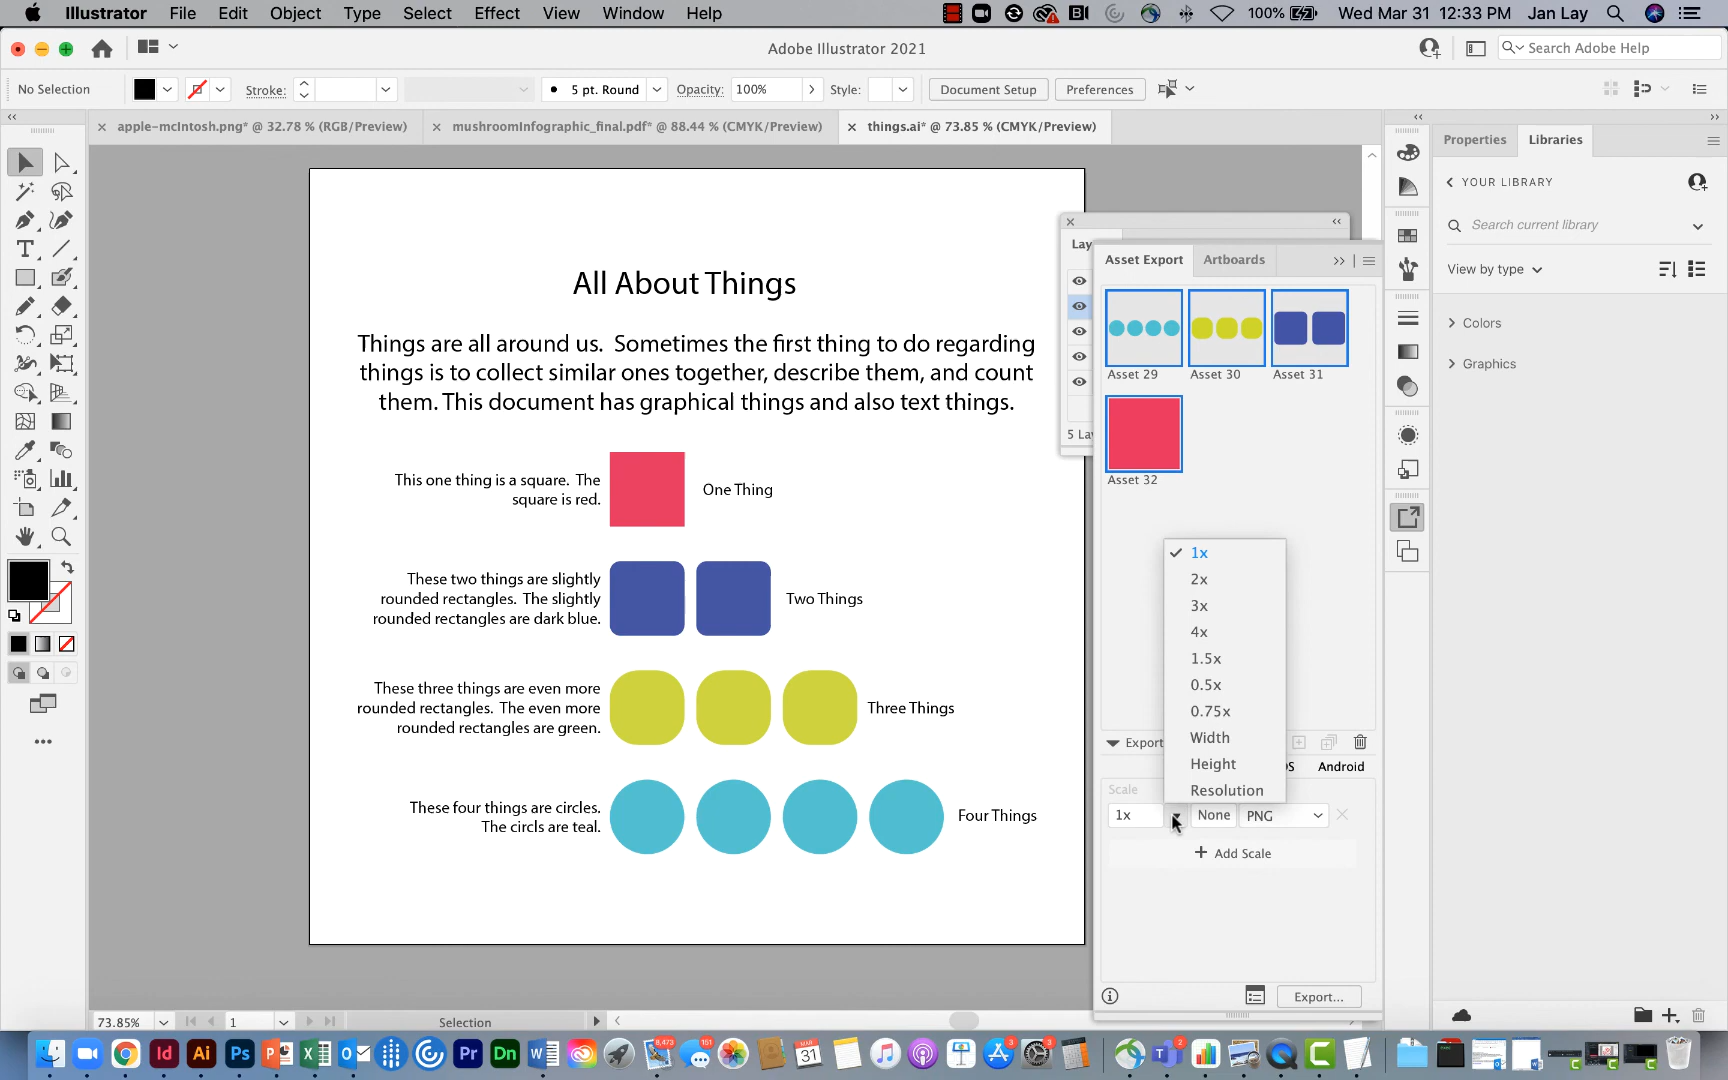 Illustrator File Edit Object Type Select Effect View Window Help 100% Wed Mar 31 12:33 PM Jan Lay
Adobe Illustrator 2021
Search Adobe Help
No Selection Stroke: 5 pt. Round Opacity: 100% Style: Document Setup Preferences
apple-mcIntosh.png* @ 32.78 % (RGB/Preview) mushroomInfographic_final.pdf* @ 88.44 % (CMYK/Preview) things.ai* @ 73.85 % (CMYK/Preview)
Properties Libraries
YOUR LIBRARY
Search current library
View by type
Colors
Graphics
All About Things
Things are all around us. Sometimes the first thing to do regarding
things is to collect similar ones together, describe them, and count
them. This document has graphical things and also text things.
This one thing is a square. The
square is red.
One Thing
These two things are slightly
rounded rectangles. The slightly
rounded rectangles are dark blue.
Two Things
These three things are even more
rounded rectangles. The even more
rounded rectangles are green.
Three Things
These four things are circles.
The circls are teal.
Four Things
Lay
5 Lay
Asset Export Artboards
Asset 29 Asset 30 Asset 31
Asset 32
1x
2x
3x
4x
1.5x
0.5x
0.75x
Width
Height
Resolution
Export
Android
Scale
1x None PNG
+ Add Scale
Export...
73.85% 1 Selection